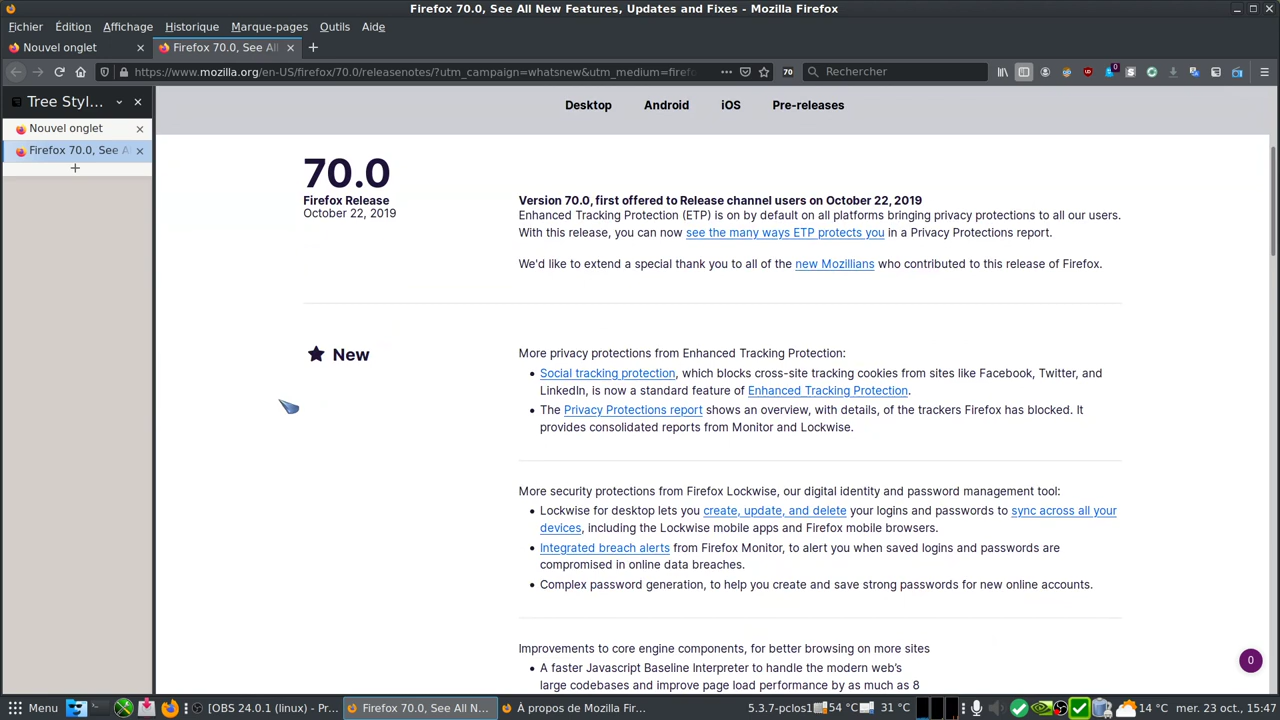 Firefox 70.0, See All New Features, Updates and Fixes - Mozilla Firefox
Fichier Édition Affichage Historique Marque-pages Outils Aide
Nouvel onglet Firefox 70.0, See All
https://www.mozilla.org/en-US/firefox/70.0/releasenotes/?utm_campaign=whatsnew&utm_medium=firefo 70 Rechercher 0
Tree Styl...
Desktop Android iOS Pre-releases
Nouvel onglet
Firefox 70.0, See A
70.0
Firefox Release
October 22, 2019
Version 70.0, first offered to Release channel users on October 22, 2019
Enhanced Tracking Protection (ETP) is on by default on all platforms bringing privacy protections to all our users.
With this release, you can now see the many ways ETP protects you in a Privacy Protections report.
We'd like to extend a special thank you to all of the new Mozillians who contributed to this release of Firefox.
New
More privacy protections from Enhanced Tracking Protection:
• Social tracking protection, which blocks cross-site tracking cookies from sites like Facebook, Twitter, and
LinkedIn, is now a standard feature of Enhanced Tracking Protection.
• The Privacy Protections report shows an overview, with details, of the trackers Firefox has blocked. It
provides consolidated reports from Monitor and Lockwise.
More security protections from Firefox Lockwise, our digital identity and password management tool:
• Lockwise for desktop lets you create, update, and delete your logins and passwords to sync across all your
devices, including the Lockwise mobile apps and Firefox mobile browsers.
• Integrated breach alerts from Firefox Monitor, to alert you when saved logins and passwords are
compromised in online data breaches.
• Complex password generation, to help you create and save strong passwords for new online accounts.
Improvements to core engine components, for better browsing on more sites
• A faster Javascript Baseline Interpreter to handle the modern web's
large codebases and improve page load performance by as much as 8
0
Menu [OBS 24.0.1 (linux) - Pr... Firefox 70.0, See All N... À propos de Mozilla Fir... 5.3.7-pclos1 54 °C 31 °C 14 °C mer. 23 oct., 15:47